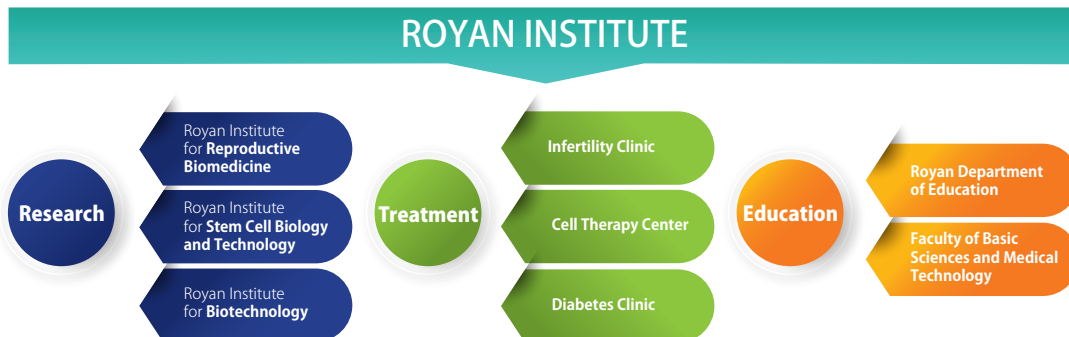 ROYAN INSTITUTE
Research
Royan Institute
for Reproductive
Biomedicine
Royan Institute
for Stem Cell Biology
and Technology
Royan Institute
for Biotechnology
Treatment
Infertility Clinic
Cell Therapy Center
Diabetes Clinic
Education
Royan Department
of Education
Faculty of Basic
Sciences and Medical
Technology